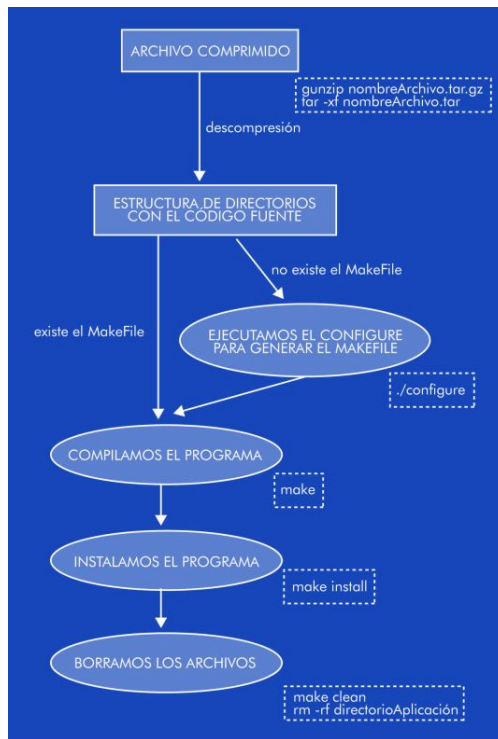 ARCHIVO COMPRIMIDO
gunzip nombreArchivo.tar.gz
tar -xf nombreArchivo.tar
descompresión
ESTRUCTURA DE DIRECTORIOS
CON EL CÓDIGO FUENTE
no existe el MakeFile
existe el MakeFile
EJECUTAMOS EL CONFIGURE
PARA GENERAR EL MAKEFILE
./configure
COMPILAMOS EL PROGRAMA
make
INSTALAMOS EL PROGRAMA
make install
BORRAMOS LOS ARCHIVOS
make clean
rm -rf directorioAplicación